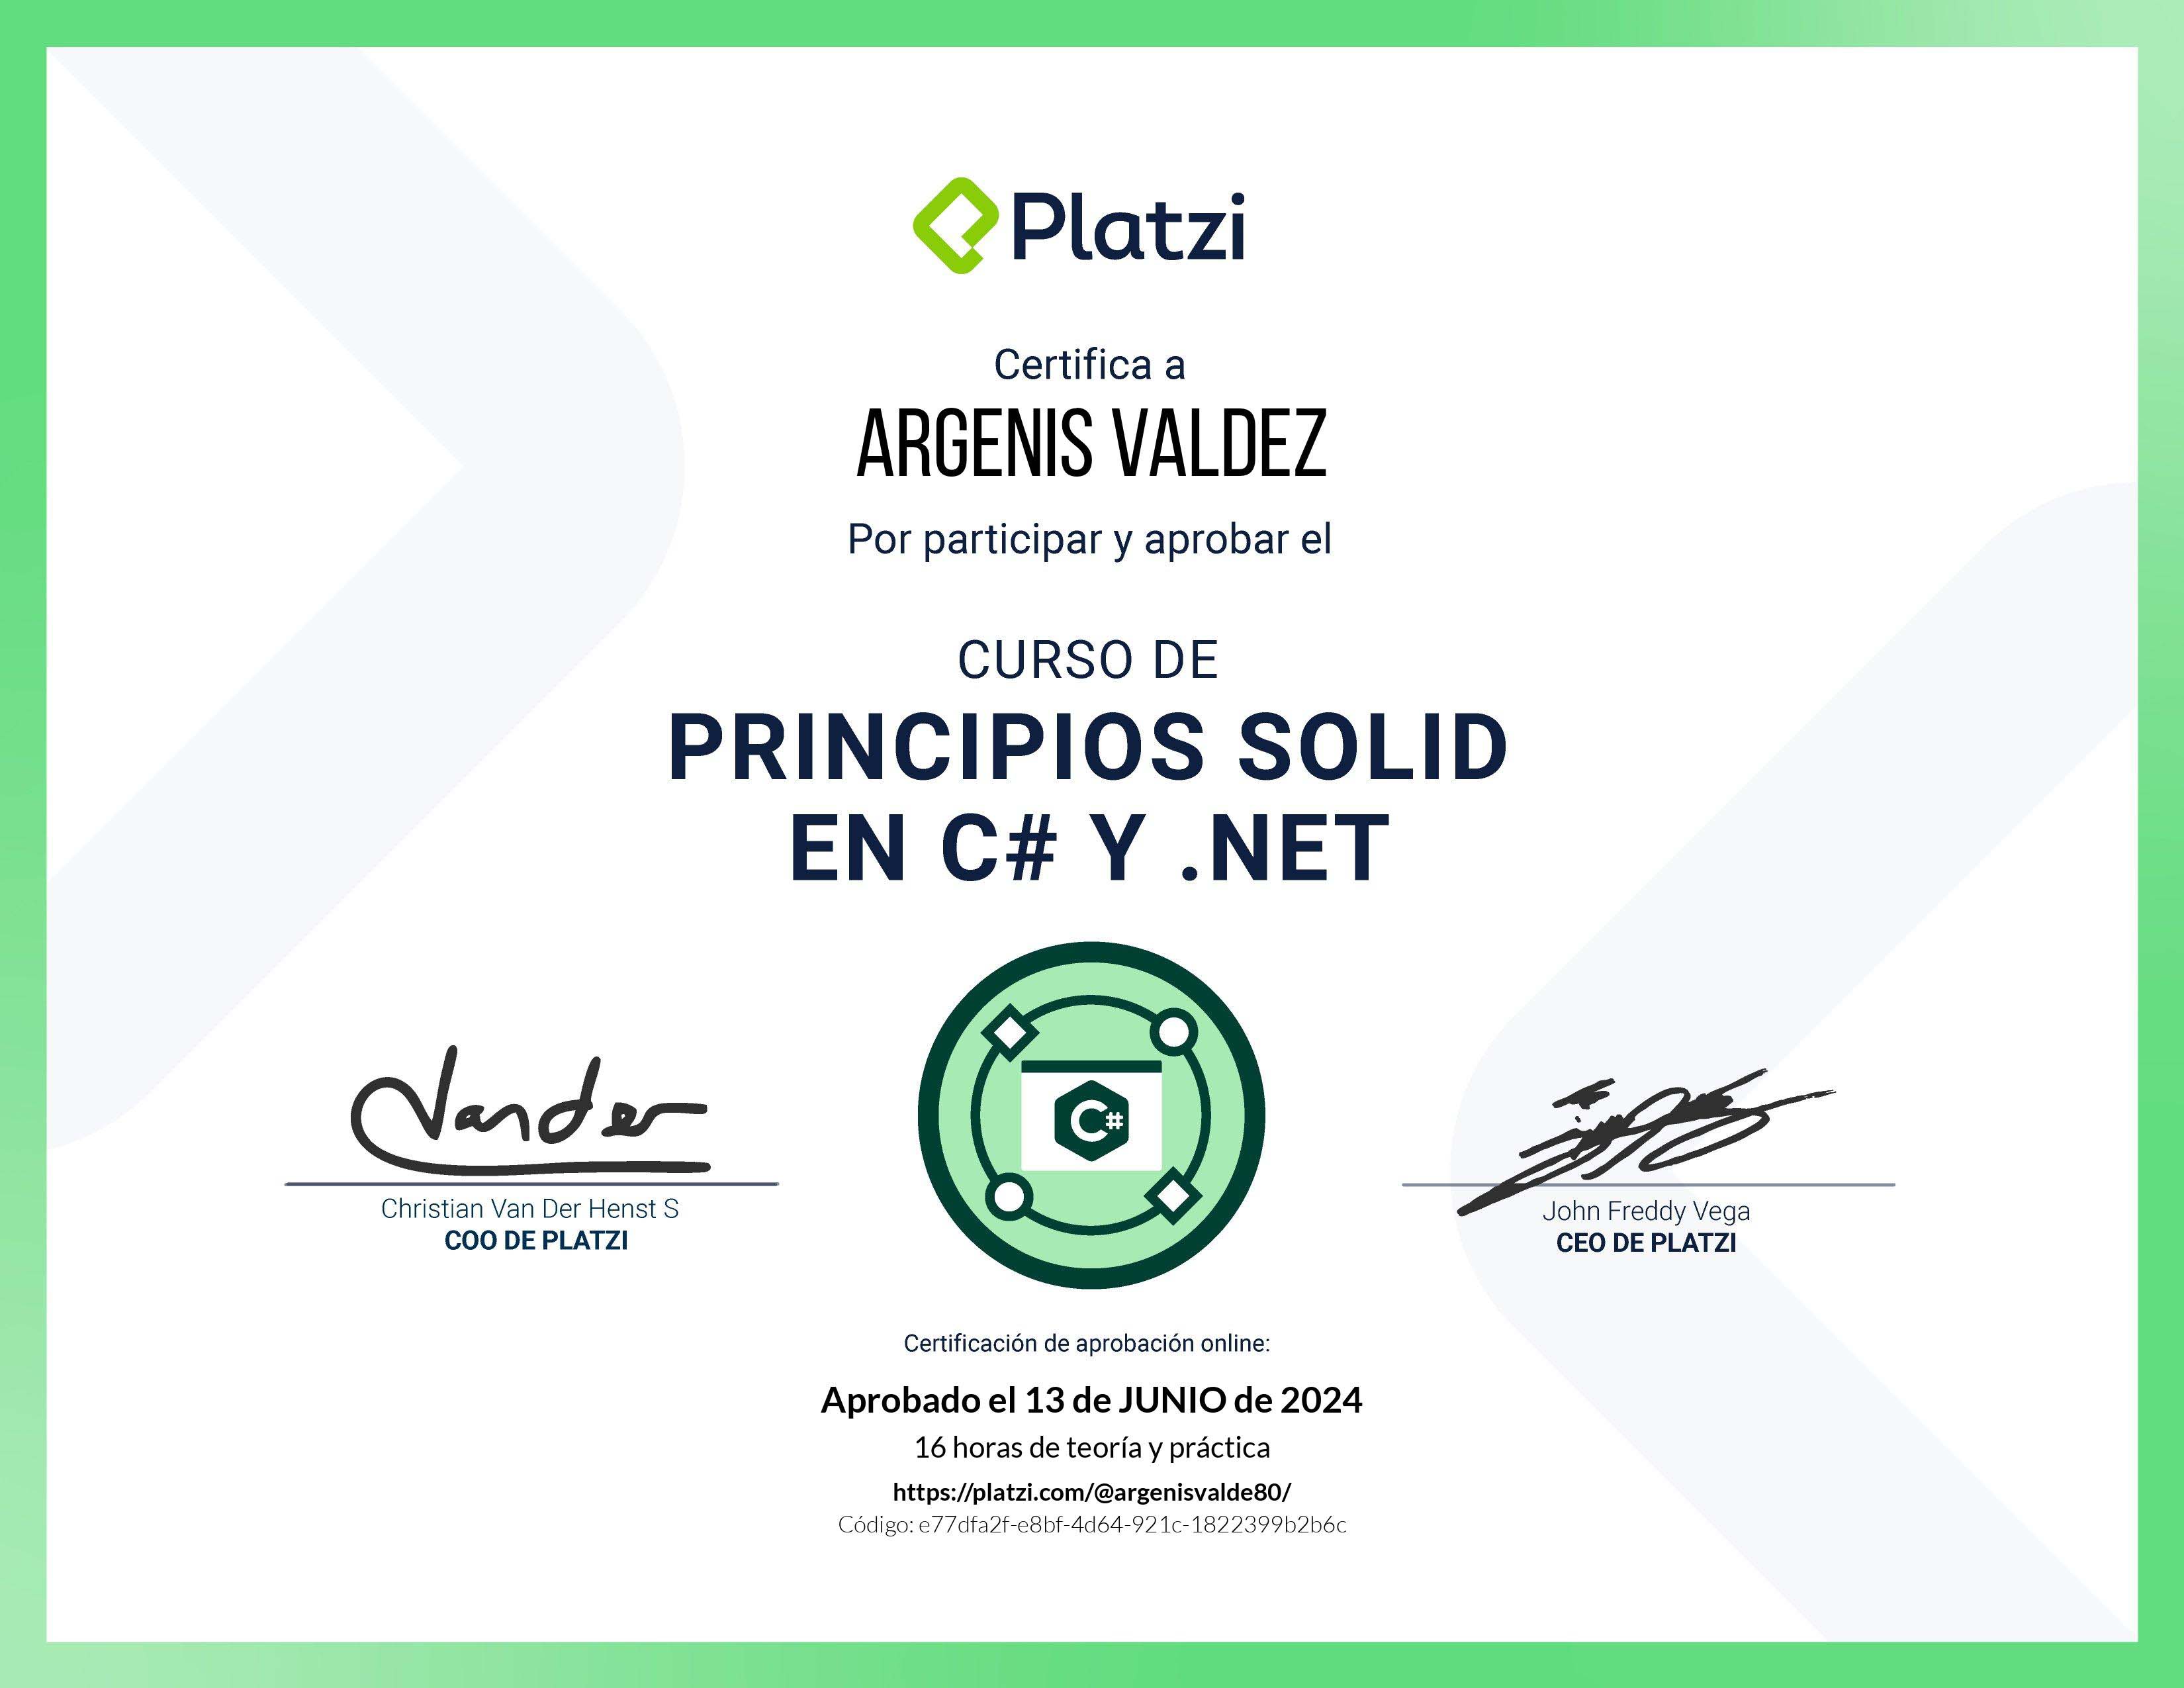 Platzi
Certifica a
ARGENIS VALDEZ
Por participar y aprobar el
CURSO DE
PRINCIPIOS SOLID
EN C# Y .NET
C#
Vander
Christian Van Der Henst S
COO DE PLATZI
John Freddy Vega
CEO DE PLATZI
Certificación de aprobación online:
Aprobado el 13 de JUNIO de 2024
16 horas de teoría y práctica
https://platzi.com/@argenisvalde80/
Código: e77dfa2f-e8bf-4d64-921c-1822399b2b6c